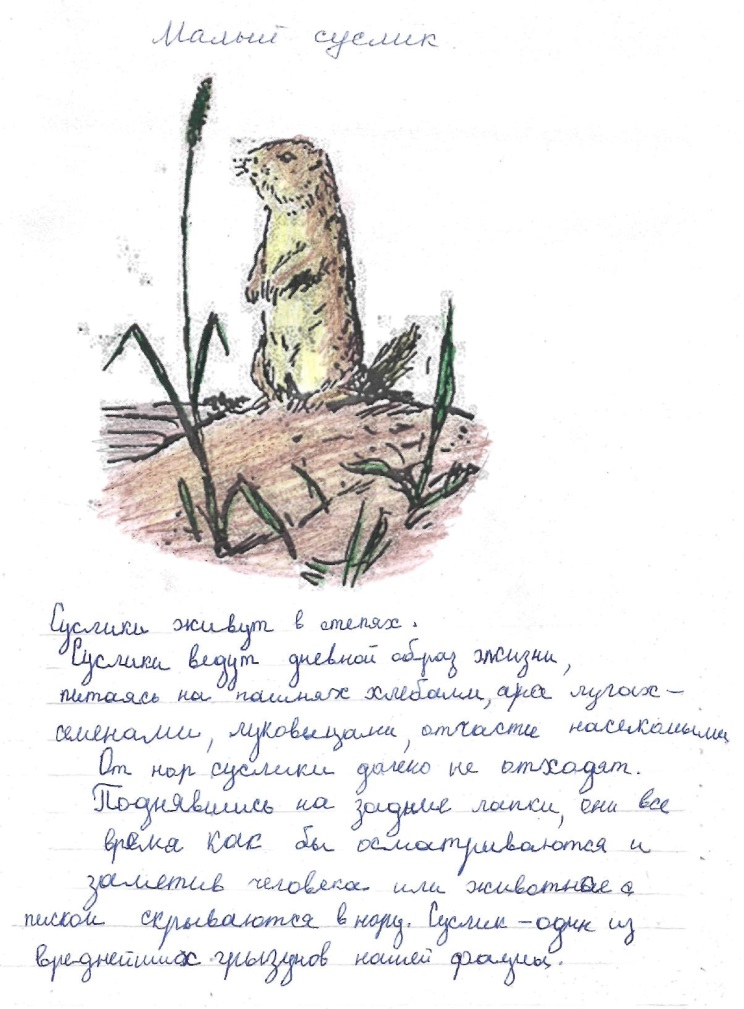 Малый суслик
Суслики живут в степях.
Суслики ведут дневной образ жизни,
питаясь на пашнях хлебами, а на лугах -
семенами, луковицами, отчасти насекомыми
От нор суслики далеко не отходят.
Поднявшись на задние лапки, они все
время как бы осматриваются и
заметив человека или животное с
писком скрываются в нору. Суслик - один из
вреднейших грызунов нашей